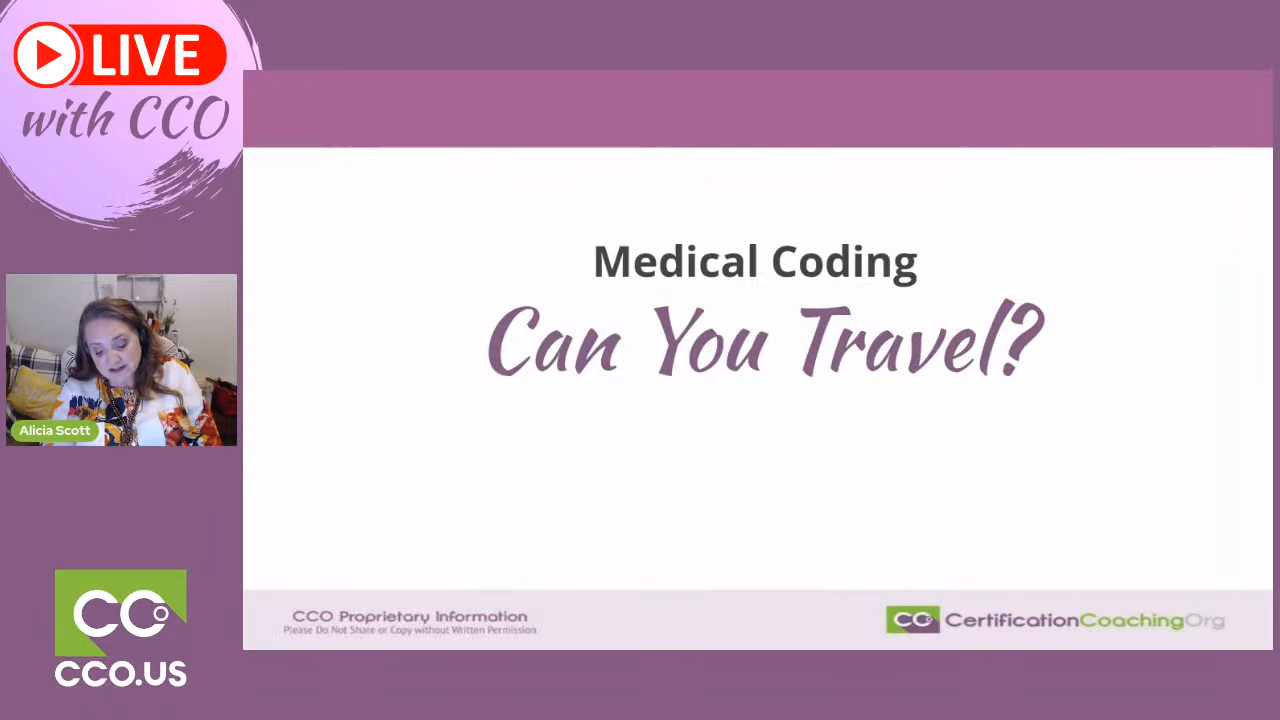 LIVE
with CCO
Medical Coding
Can You Travel?
Alicia Scott
CCO
CCO.US
CCO Proprietary Information
Please Do Not Share or Copy without Written Permission
CCO CertificationCoachingOrg